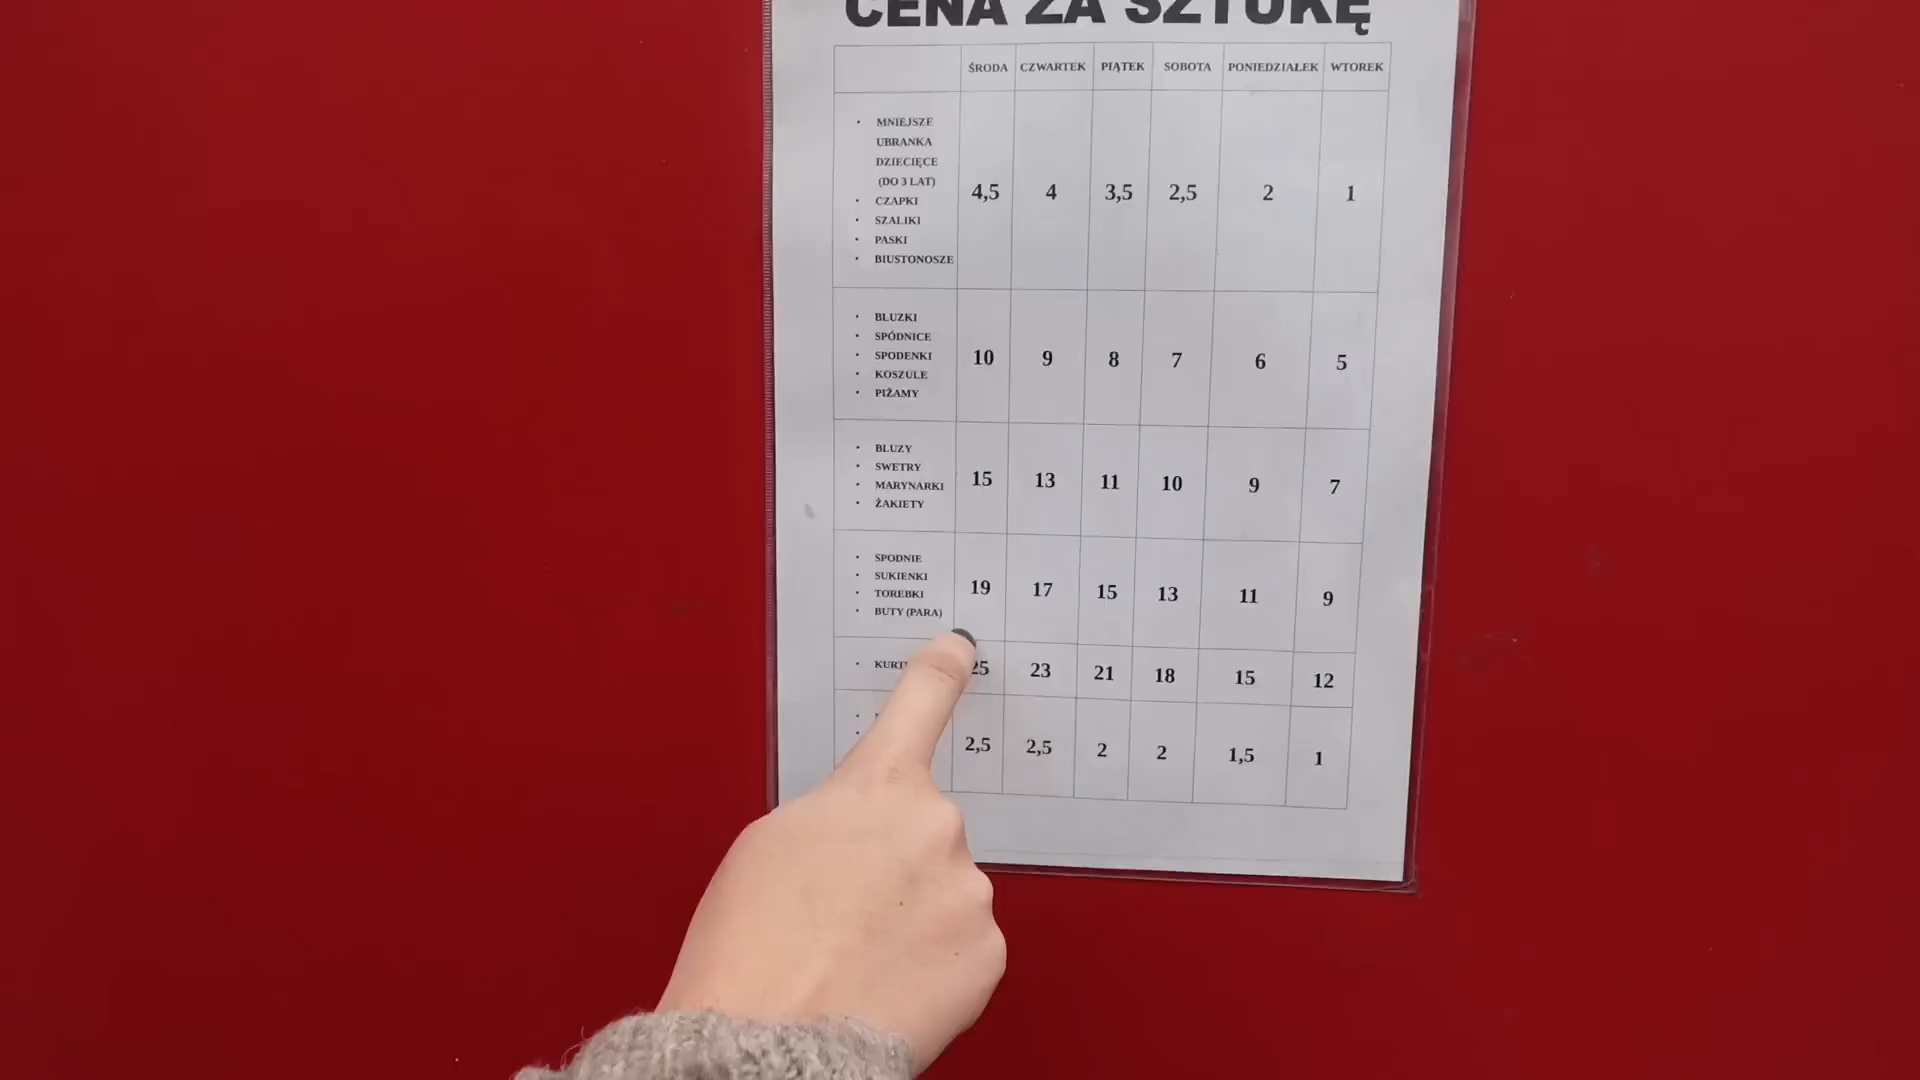 CENA ZA SZTUKĘ
ŚRODA CZWARTEK PIĄTEK SOBOTA PONIEDZIAŁEK WTOREK
• MNIEJSZE
UBRANKA
DZIECIĘCE
(DO 3 LAT)
• CZAPKI
• SZALIKI
• PASKI
• BIUSTONOSZE
4,5 4 3,5 2,5 2 1
• BLUZKI
• SPÓDNICE
• SPODENKI
• KOSZULE
• PIŻAMY
10 9 8 7 6 5
• BLUZY
• SWETRY
• MARYNARKI
• ŻAKIETY
15 13 11 10 9 7
• SPODNIE
• SUKIENKI
• TOREBKI
• BUTY (PARA)
19 17 15 13 11 9
25 23 21 18 15 12
2,5 2,5 2 2 1,5 1